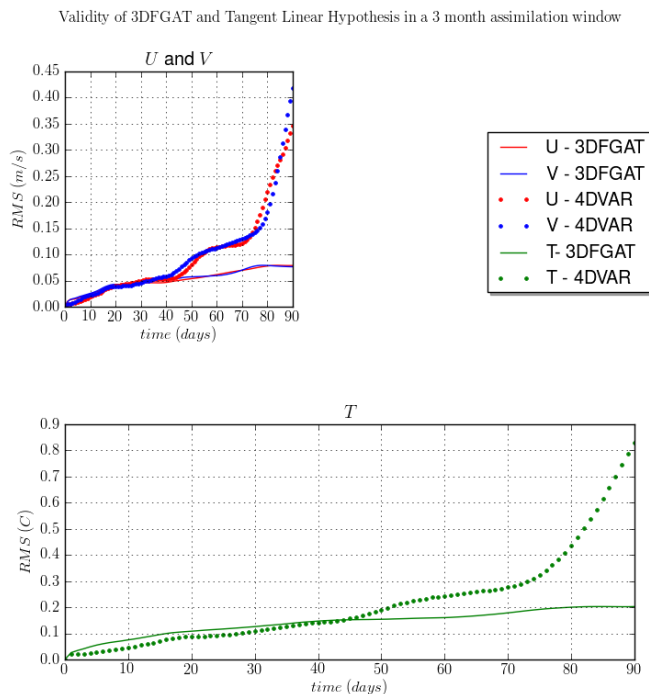 Validity of 3DFGAT and Tangent Linear Hypothesis in a 3 month assimilation window
U and V
0.45
0.40
0.35
0.30
0.25
0.20
0.15
0.10
0.05
0.00
RMS (m/s)
0 10 20 30 40 50 60 70 80 90
time (days)
U - 3DFGAT
V - 3DFGAT
U - 4DVAR
V - 4DVAR
T- 3DFGAT
T - 4DVAR
T
0.9
0.8
0.7
0.6
0.5
0.4
0.3
0.2
0.1
0.0
RMS (C)
0 10 20 30 40 50 60 70 80 90
time (days)